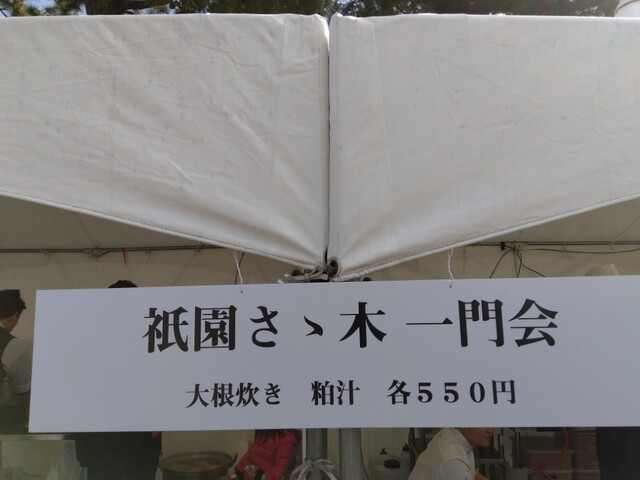 祇園さゝ木 一門会
大根炊き 粕汁 各550円